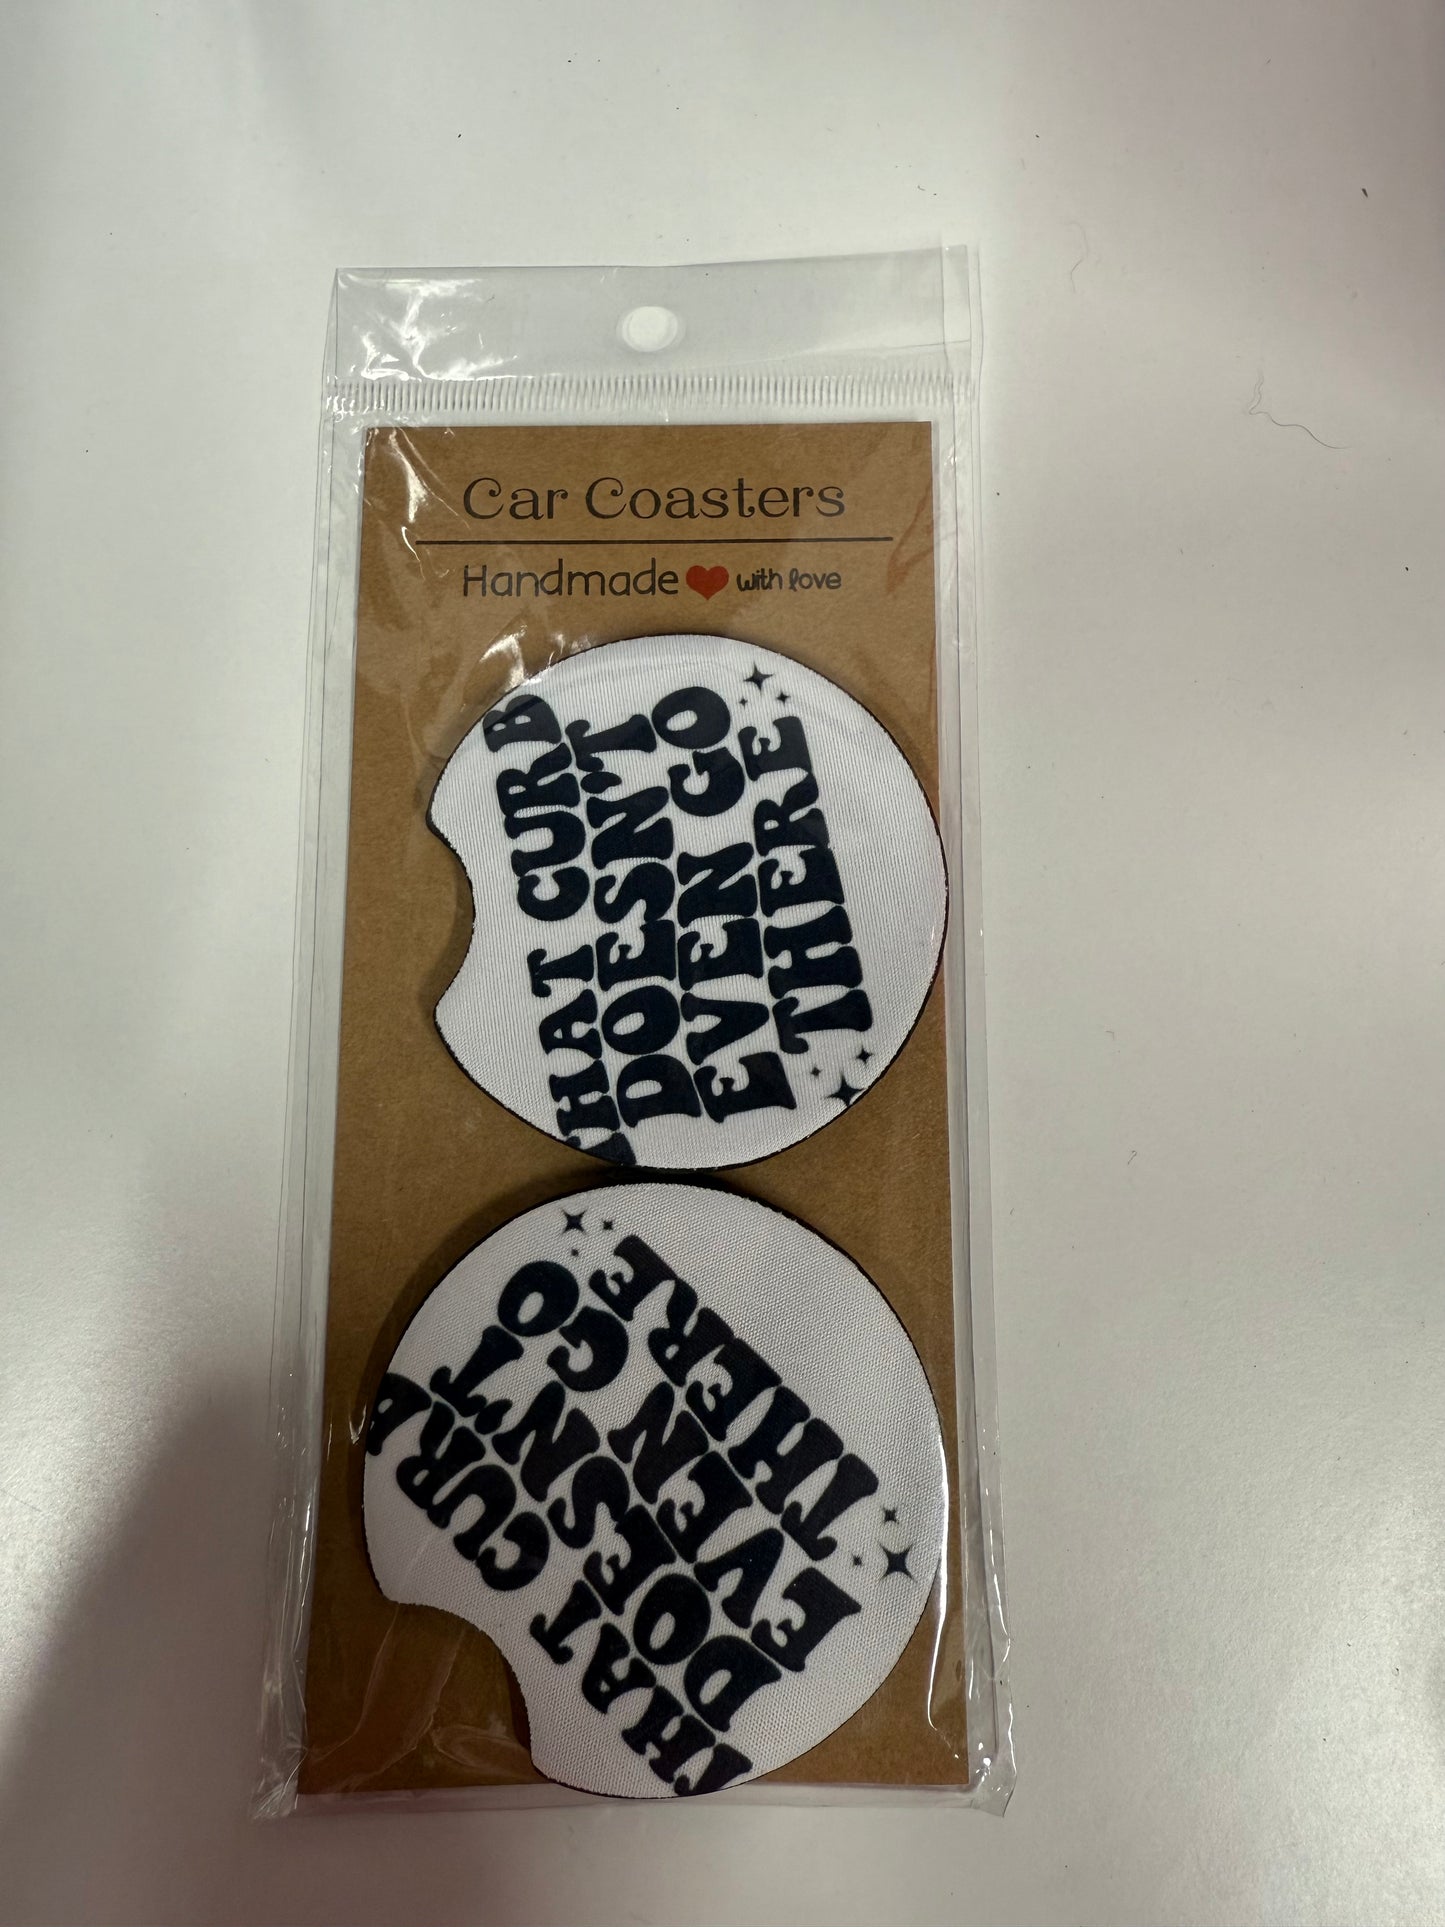 Car Coasters
Handmade with love
THAT CURB
DOESN'T
EVEN GO
THERE
THAT CURB
DOESN'T
EVEN GO
THERE